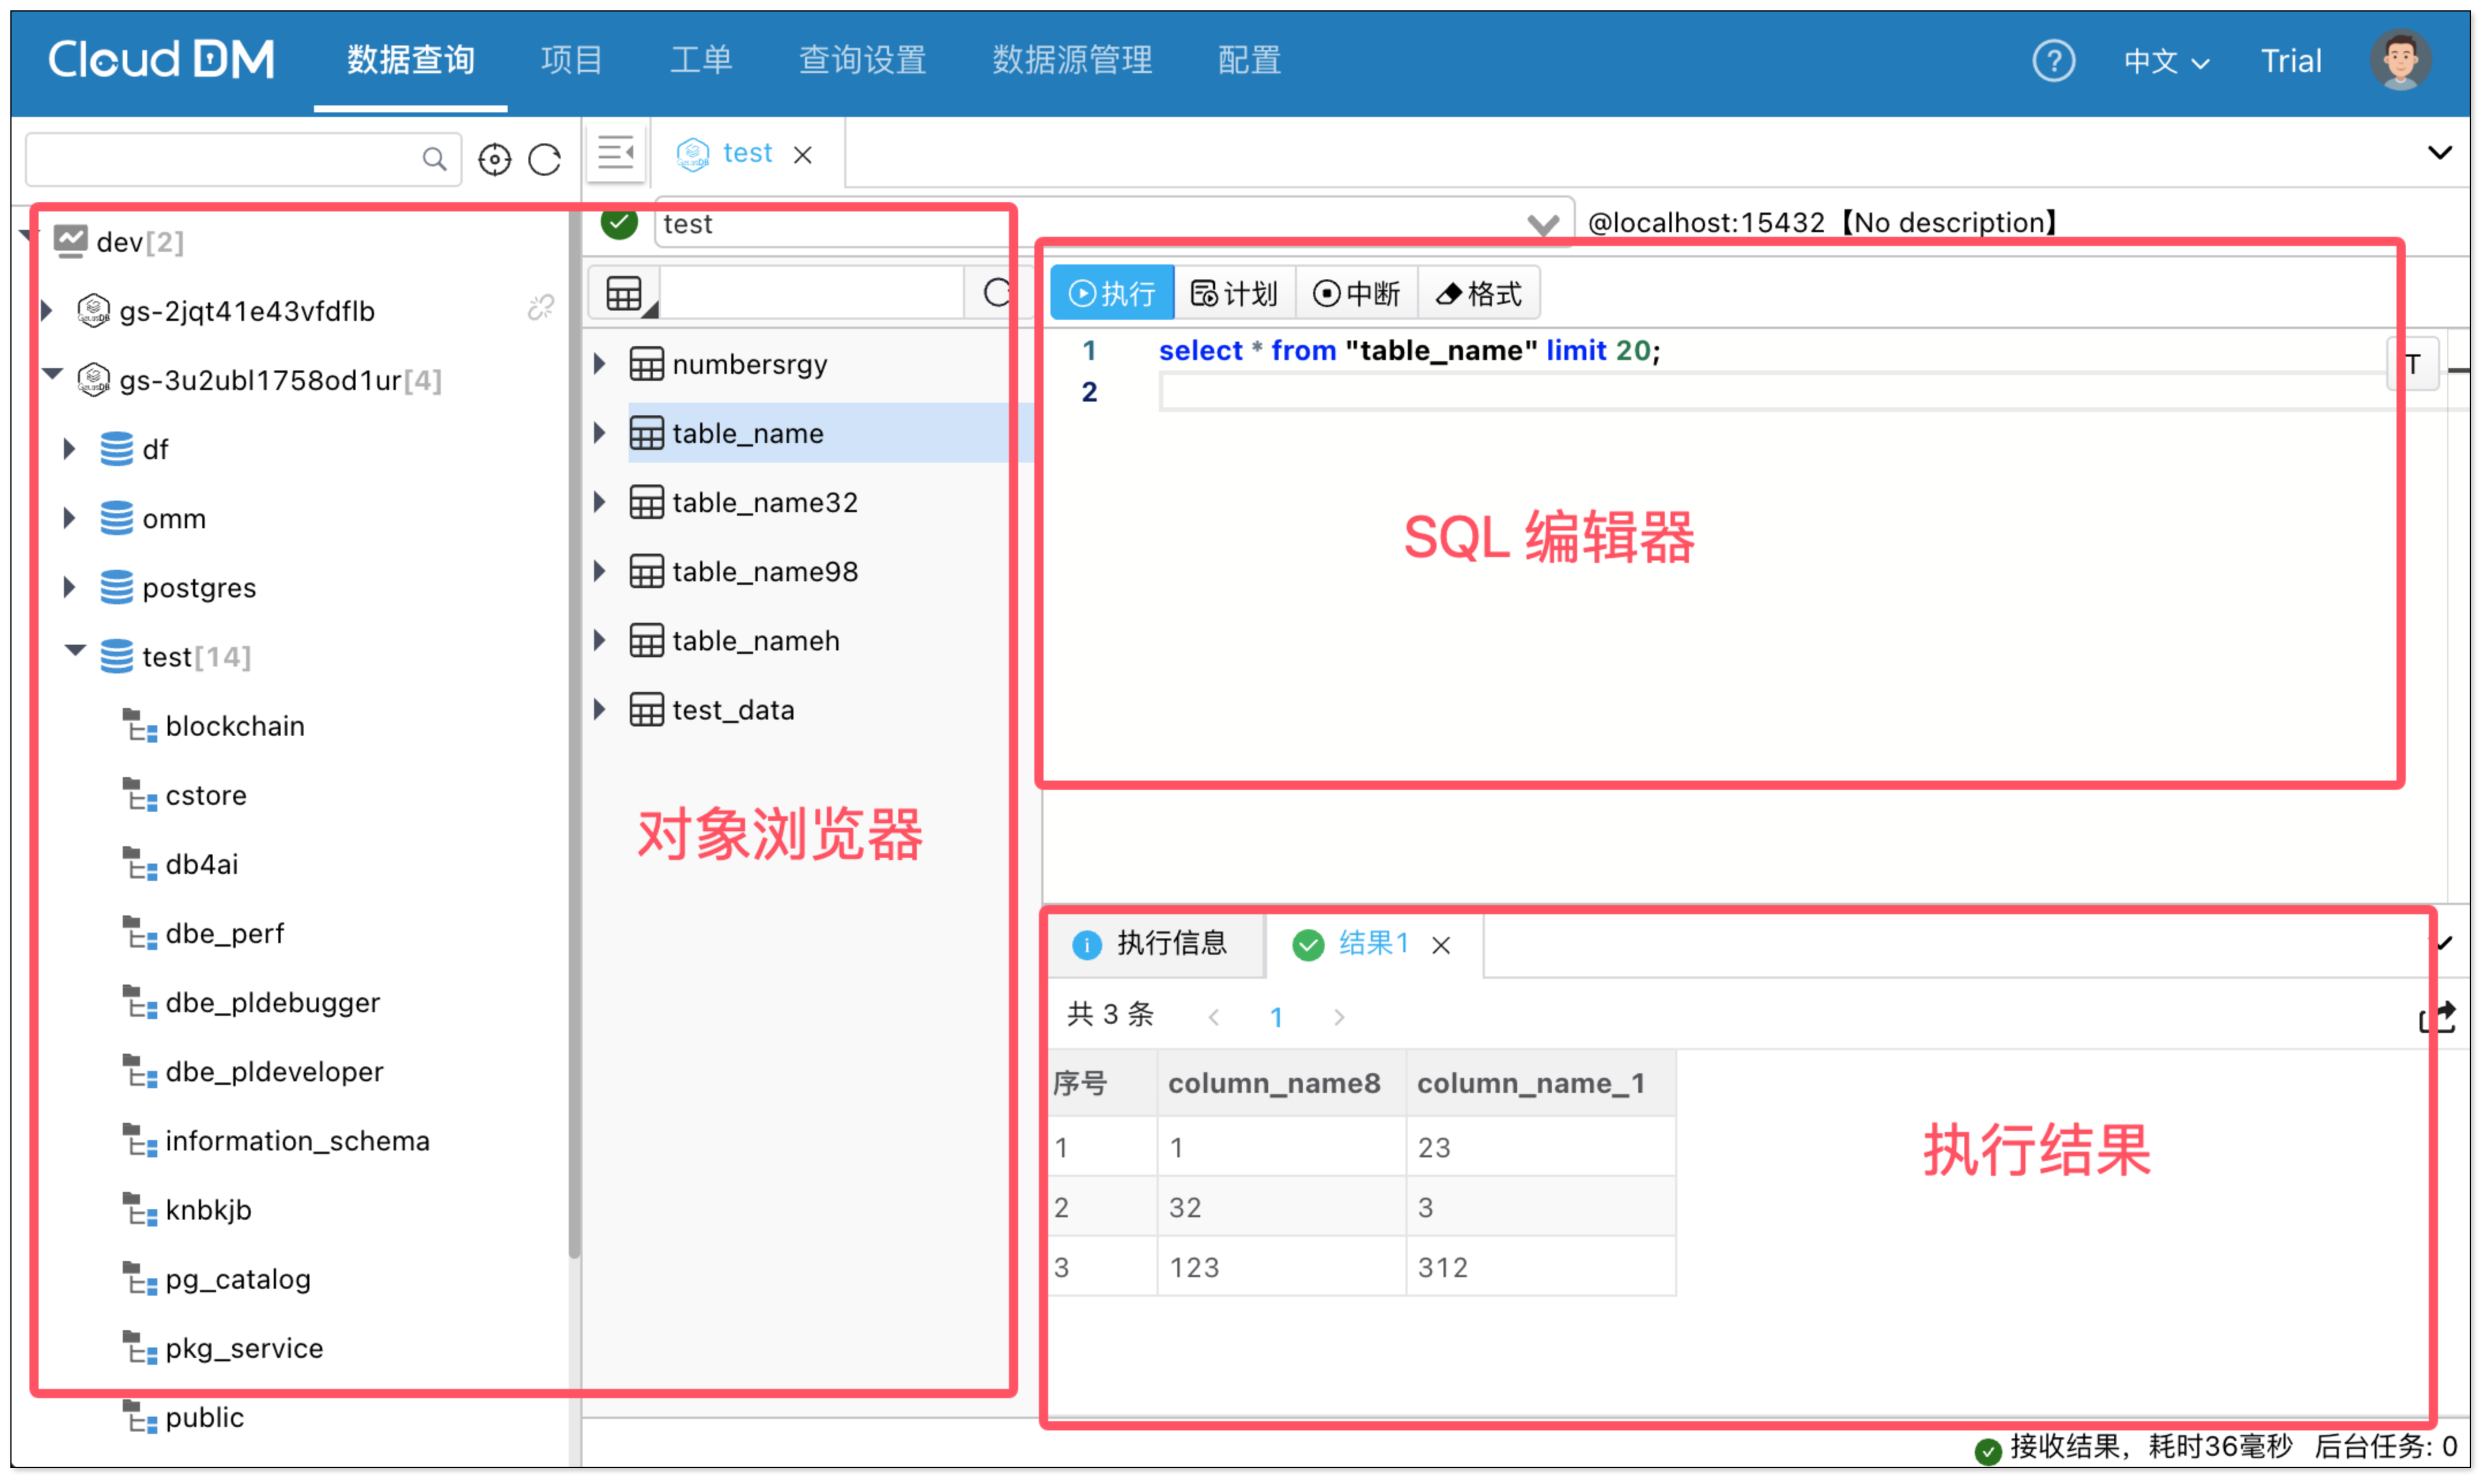 Cloud DM 数据查询 项目 工单 查询设置 数据源管理 配置 ? 中文 Trial
test
test @localhost:15432【No description】
dev[2]
gs-2jqt41e43vfdflb
gs-3u2ubl1758od1ur[4]
df
omm
postgres
test[14]
blockchain
cstore
db4ai
dbe_perf
dbe_pldebugger
dbe_pldeveloper
information_schema
knbkjb
pg_catalog
pkg_service
public
numbersrgy
table_name
table_name32
table_name98
table_nameh
test_data
对象浏览器
执行 计划 中断 格式
1 select * from "table_name" limit 20;
2
T
SQL 编辑器
执行信息 结果1
共 3 条 < 1 >
序号 column_name8 column_name_1
1 1 23
2 32 3
3 123 312
执行结果
接收结果，耗时36毫秒 后台任务: 0